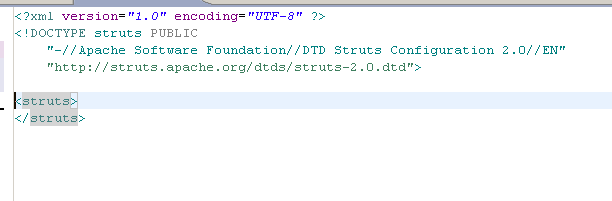 <?xml version="1.0" encoding="UTF-8" ?>
<!DOCTYPE struts PUBLIC
"-//Apache Software Foundation//DTD Struts Configuration 2.0//EN"
"http://struts.apache.org/dtds/struts-2.0.dtd">
<struts>
</struts>